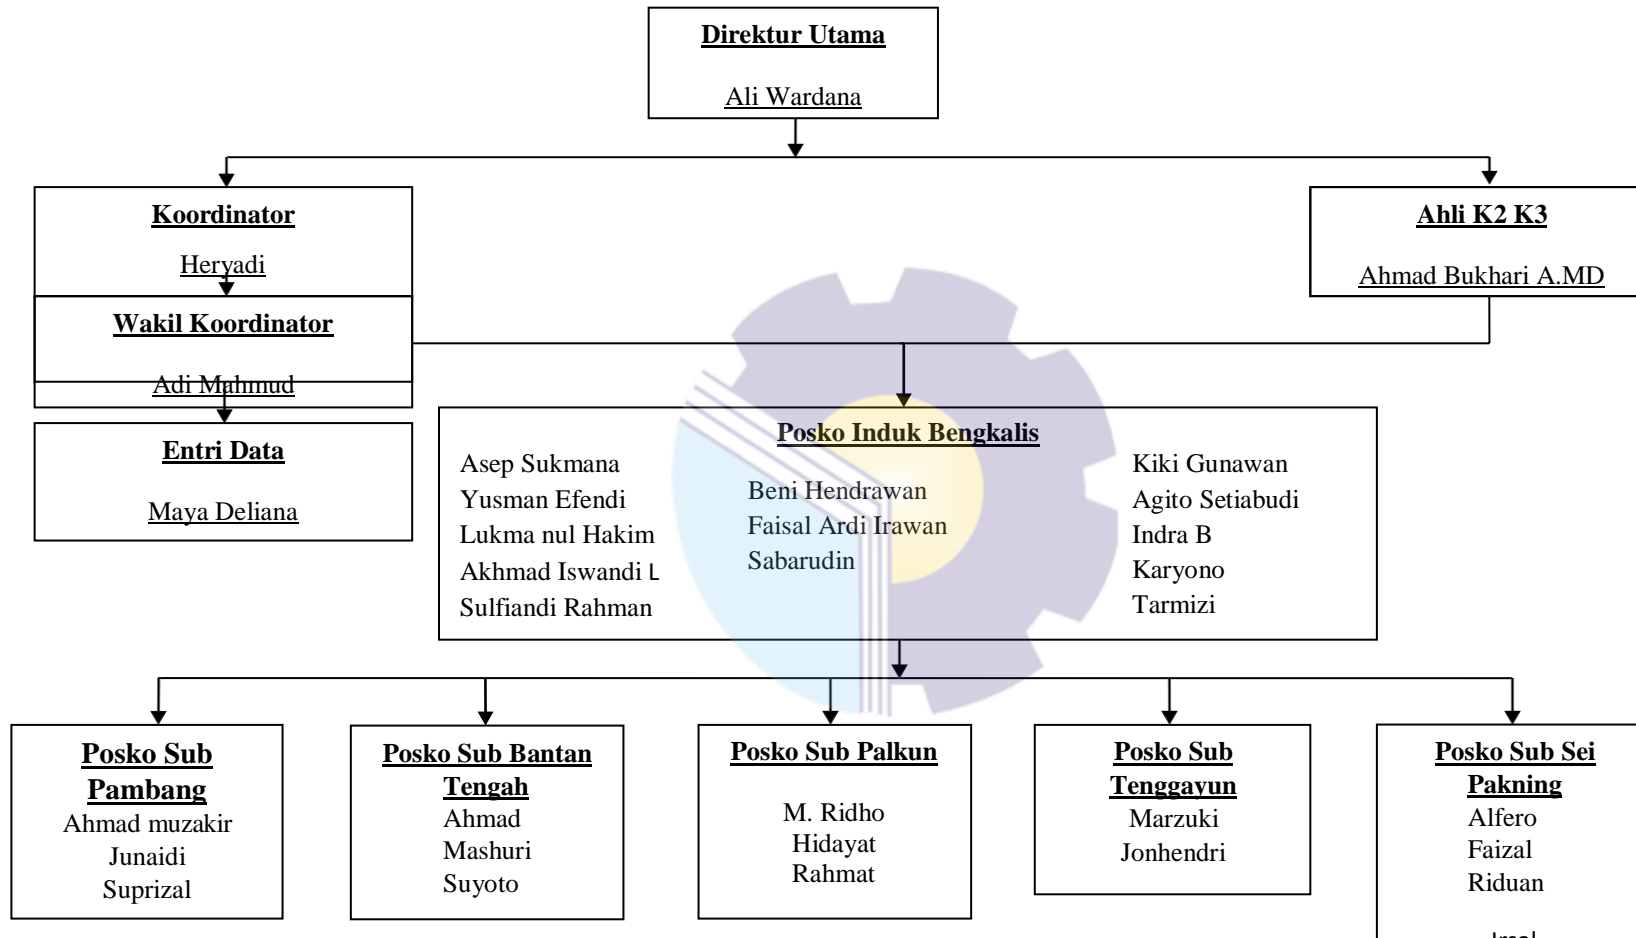 Direktur Utama
Ali Wardana
Koordinator
Heryadi
Ahli K2 K3
Ahmad Bukhari A.MD
Wakil Koordinator
Adi Mahmud
Entri Data
Maya Deliana
Posko Induk Bengkalis
Asep Sukmana
Yusman Efendi
Lukma nul Hakim
Akhmad Iswandi L
Sulfiandi Rahman
Beni Hendrawan
Faisal Ardi Irawan
Sabarudin
Kiki Gunawan
Agito Setiabudi
Indra B
Karyono
Tarmizi
Posko Sub
Pambang
Ahmad muzakir
Junaidi
Suprizal
Posko Sub Bantan
Tengah
Ahmad
Mashuri
Suyoto
Posko Sub Palkun
M. Ridho
Hidayat
Rahmat
Posko Sub
Tenggayun
Marzuki
Jonhendri
Posko Sub Sei
Pakning
Alfero
Faizal
Riduan